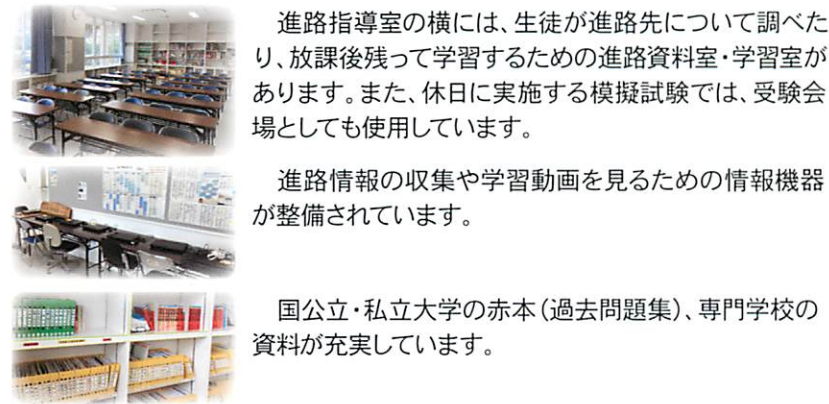 進路指導室の横には、生徒が進路先について調べた
り、放課後残って学習するための進路資料室・学習室が
あります。また、休日に実施する模擬試験では、受験会
場としても使用しています。
　進路情報の収集や学習動画を見るための情報機器
が整備されています。
　国公立・私立大学の赤本（過去問題集）、専門学校の
資料が充実しています。